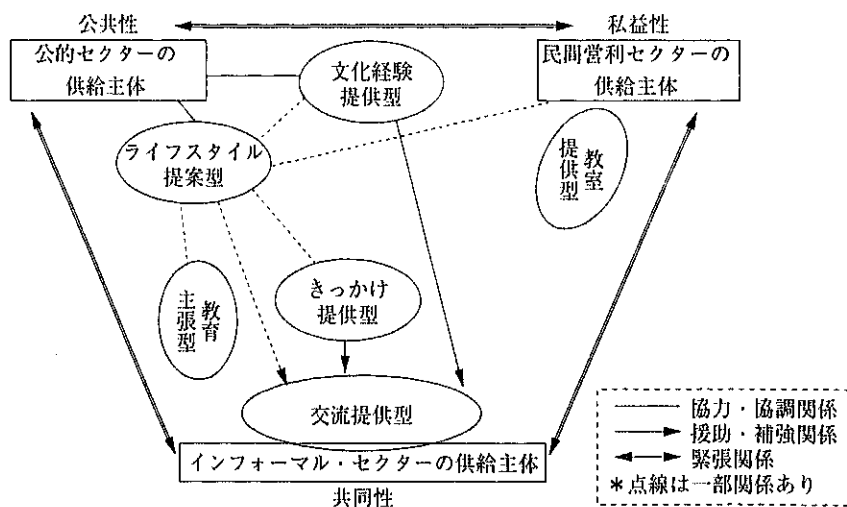 公共性
私益性
公的セクターの
供給主体
文化経験
提供型
民間営利セクターの
供給主体
ライフスタイル
提案型
教室
提供型
教育
主張型
きっかけ
提供型
交流提供型
インフォーマル・セクターの供給主体
共同性
協力・協調関係
援助・補強関係
緊張関係
*点線は一部関係あり